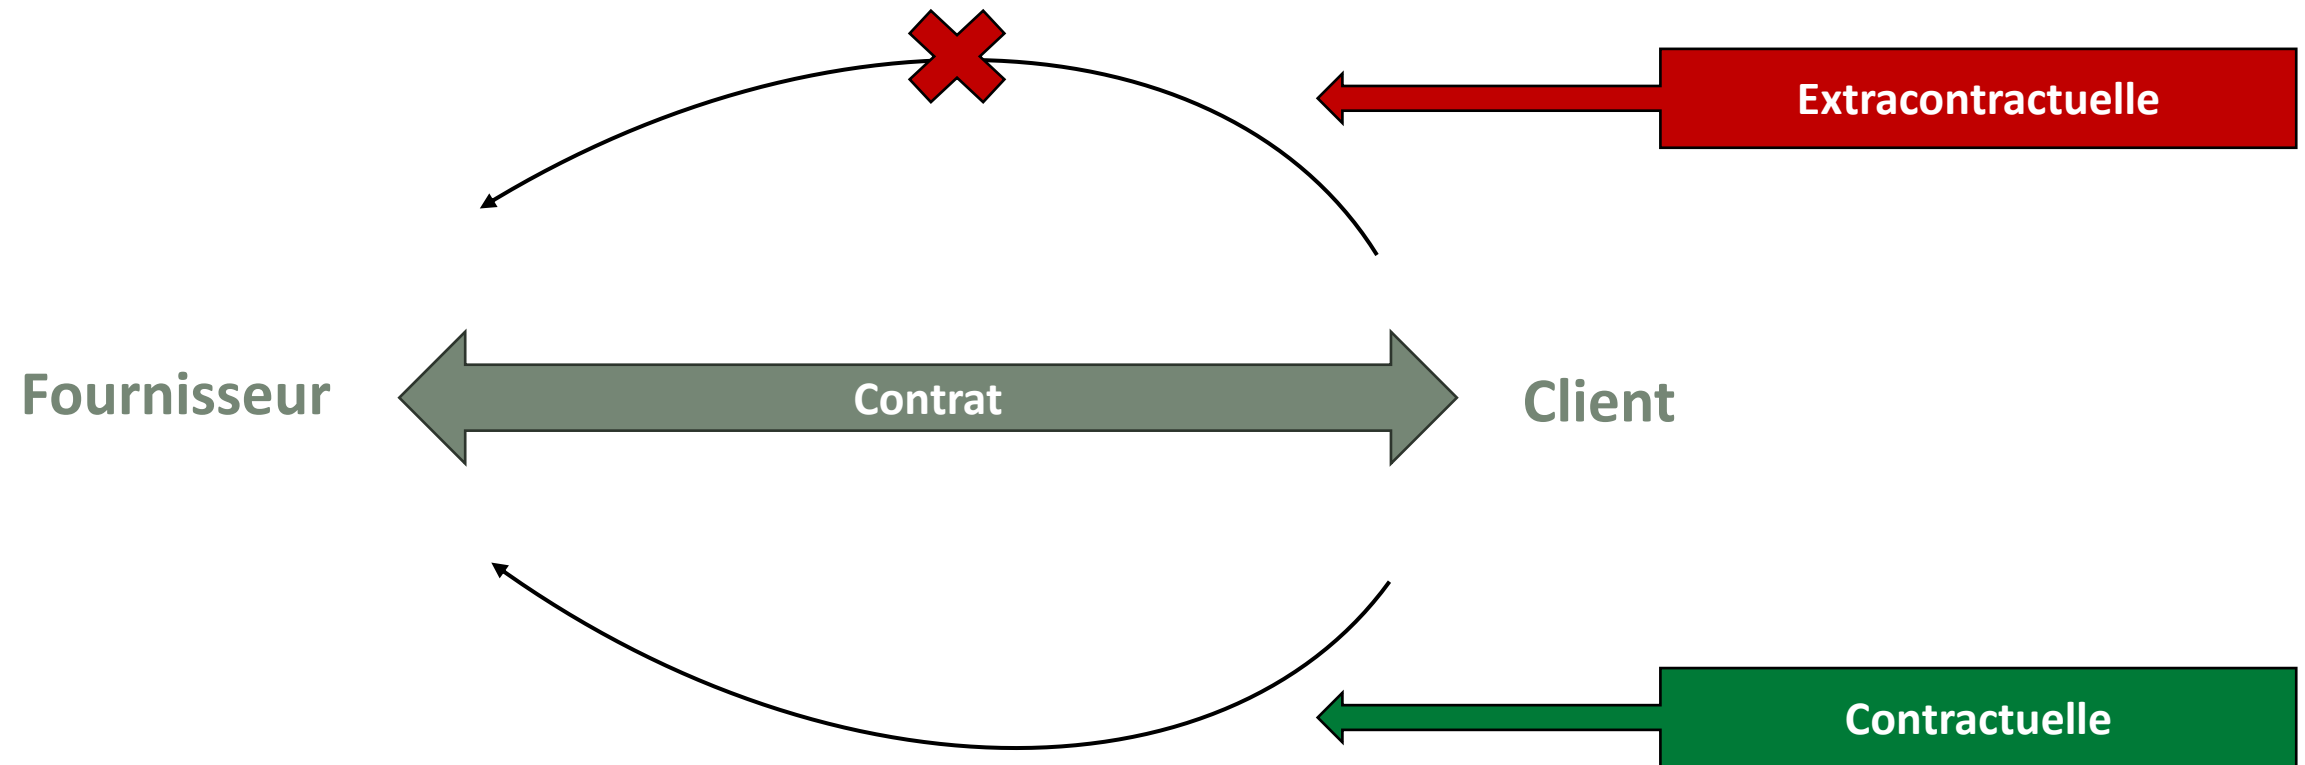 Extracontractuelle
Fournisseur
Contrat
Client
Contractuelle